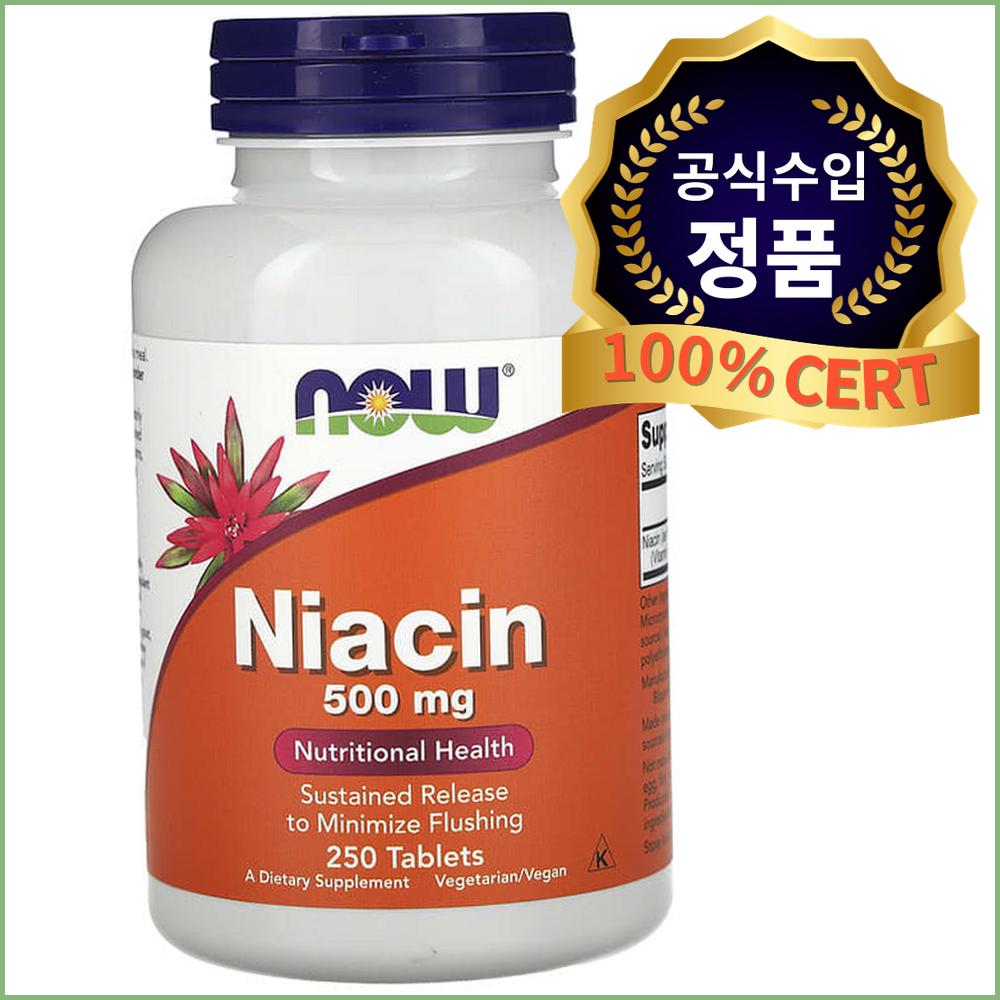 공식수입
정품
100% CERT
NOW®
Niacin
500 mg
Nutritional Health
Sustained Release
to Minimize Flushing
250 Tablets
A Dietary Supplement Vegetarian/Vegan
K
Niacin